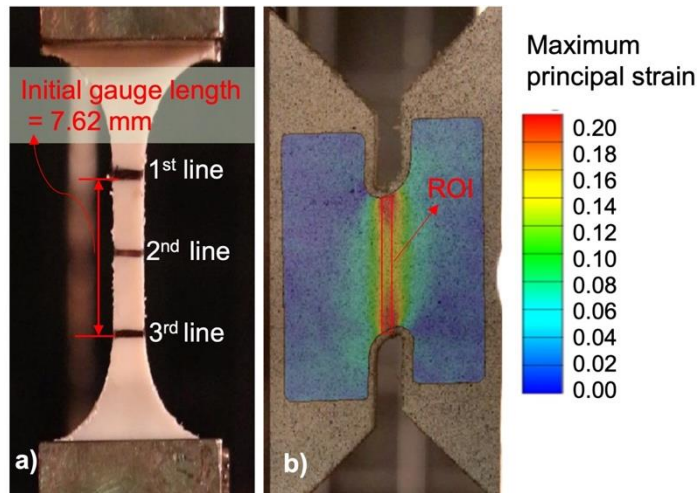 Initial gauge length
= 7.62 mm
1st line
2nd line
3rd line
a)
ROI
b)
Maximum
principal strain
0.20
0.18
0.16
0.14
0.12
0.10
0.08
0.06
0.04
0.02
0.00